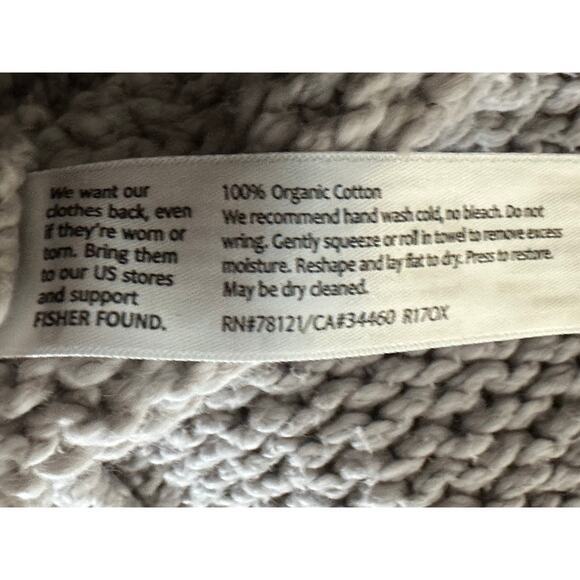 We want our
clothes back, even
if they're worn or
torn. Bring them
to our US stores
and support
FISHER FOUND.
100% Organic Cotton
We recommend hand wash cold, no bleach. Do not
wring. Gently squeeze or roll in towel to remove excess
moisture. Reshape and lay flat to dry. Press to restore.
May be dry cleaned.
RN#78121/CA#34460 R17OX